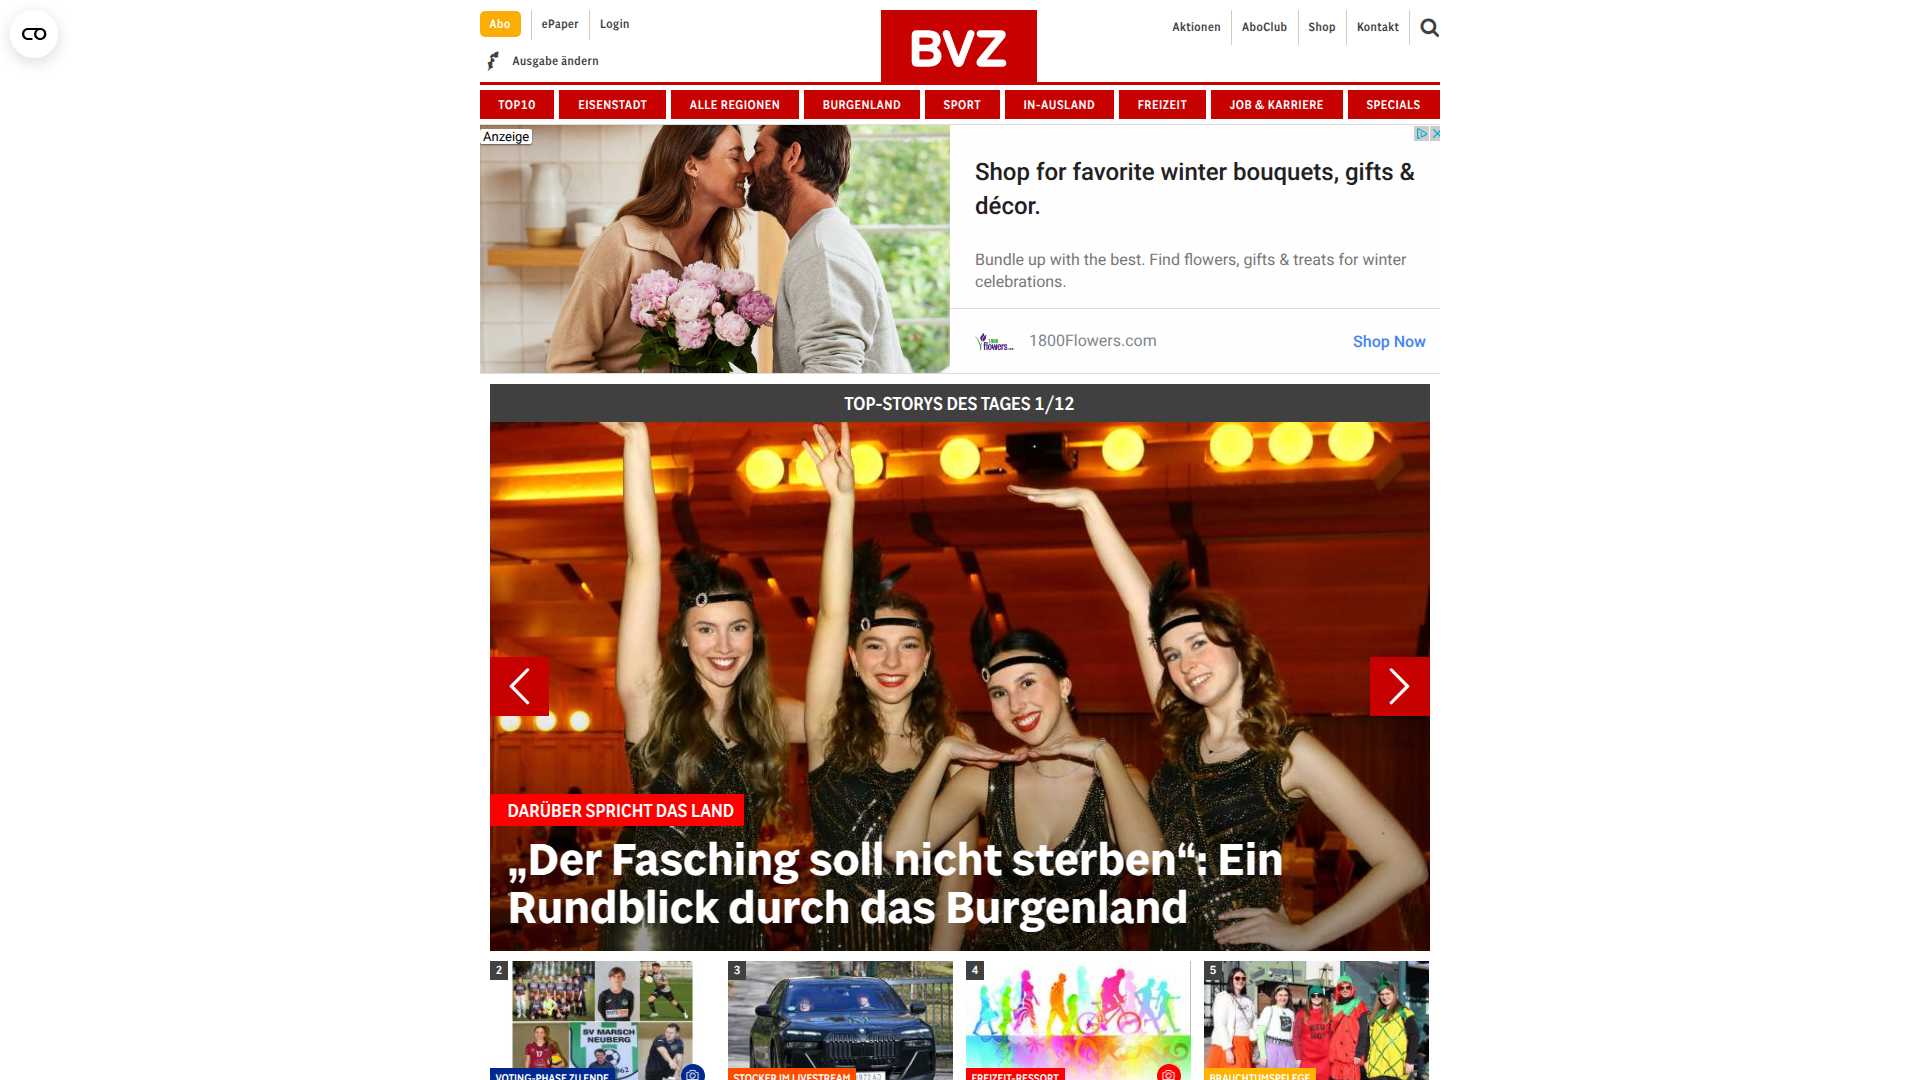 Abo
ePaper
Login
Ausgabe ändern
BVZ
Aktionen
AboClub
Shop
Kontakt
TOP10
EISENSTADT
ALLE REGIONEN
BURGENLAND
SPORT
IN-AUSLAND
FREIZEIT
JOB & KARRIERE
SPECIALS
Anzeige
Shop for favorite winter bouquets, gifts &
décor.
Bundle up with the best. Find flowers, gifts & treats for winter
celebrations.
1800Flowers.com
Shop Now
TOP-STORYS DES TAGES 1/12
DARÜBER SPRICHT DAS LAND
„Der Fasching soll nicht sterben“: Ein
Rundblick durch das Burgenland
2
SV MARSCH
NEUBERG
VOTING-PHASE ZU ENDE
3
STOCKER IM LIVESTREAM
4
FREIZEIT-RESSORT
5
BRAUCHTUMSPFLEGE